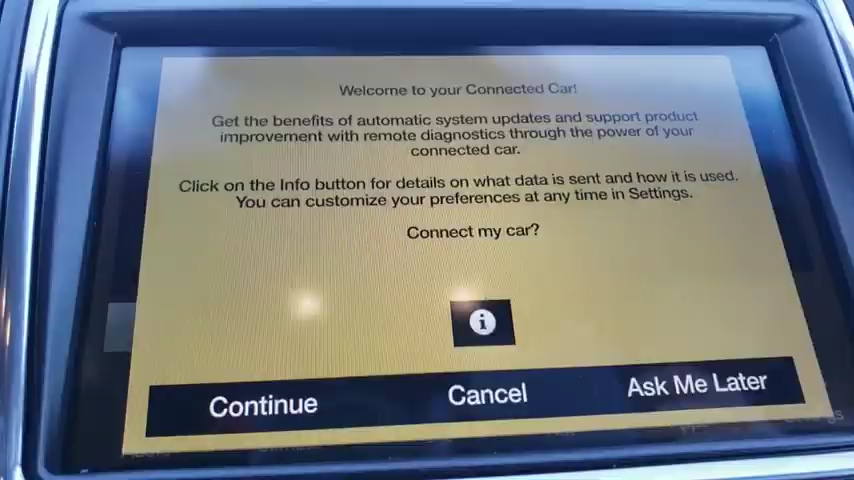 Welcome to your Connected Car!
Get the benefits of automatic system updates and support product
improvement with remote diagnostics through the power of your
connected car.
Click on the Info button for details on what data is sent and how it is used.
You can customize your preferences at any time in Settings.
Connect my car?
i
Continue Cancel Ask Me Later